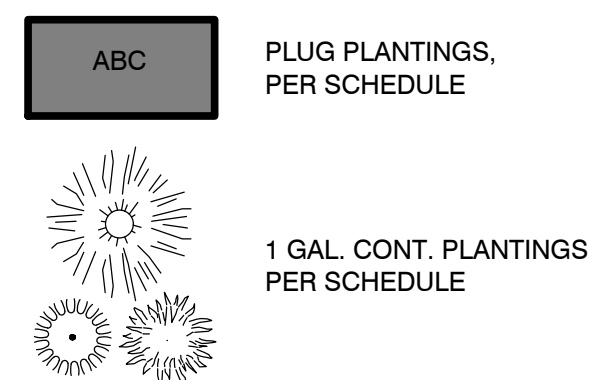 ABC
PLUG PLANTINGS,
PER SCHEDULE
1 GAL. CONT. PLANTINGS
PER SCHEDULE